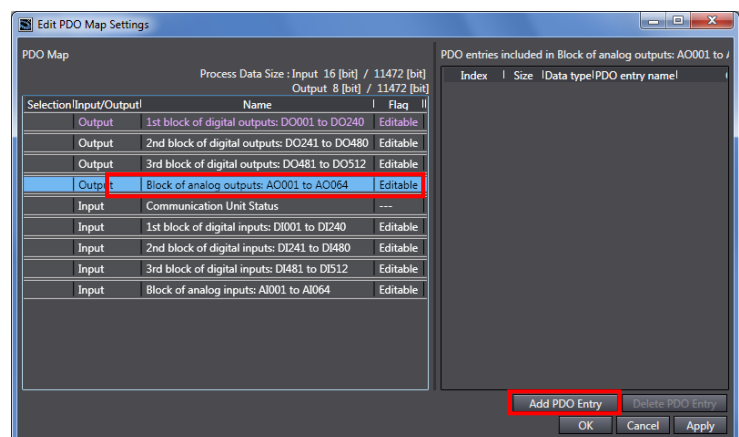 Edit PDO Map Settings
PDO Map
Process Data Size : Input 16 [bit] / 11472 [bit]
Output 8 [bit] / 11472 [bit]
Selection Input/Output Name Flag
Output 1st block of digital outputs: DO001 to DO240 Editable
Output 2nd block of digital outputs: DO241 to DO480 Editable
Output 3rd block of digital outputs: DO481 to DO512 Editable
Output Block of analog outputs: AO001 to AO064 Editable
Input Communication Unit Status ---
Input 1st block of digital inputs: DI001 to DI240 Editable
Input 2nd block of digital inputs: DI241 to DI480 Editable
Input 3rd block of digital inputs: DI481 to DI512 Editable
Input Block of analog inputs: AI001 to AI064 Editable
PDO entries included in Block of analog outputs: AO001 to
Index Size Data type PDO entry name
Add PDO Entry Delete PDO Entry
OK Cancel Apply